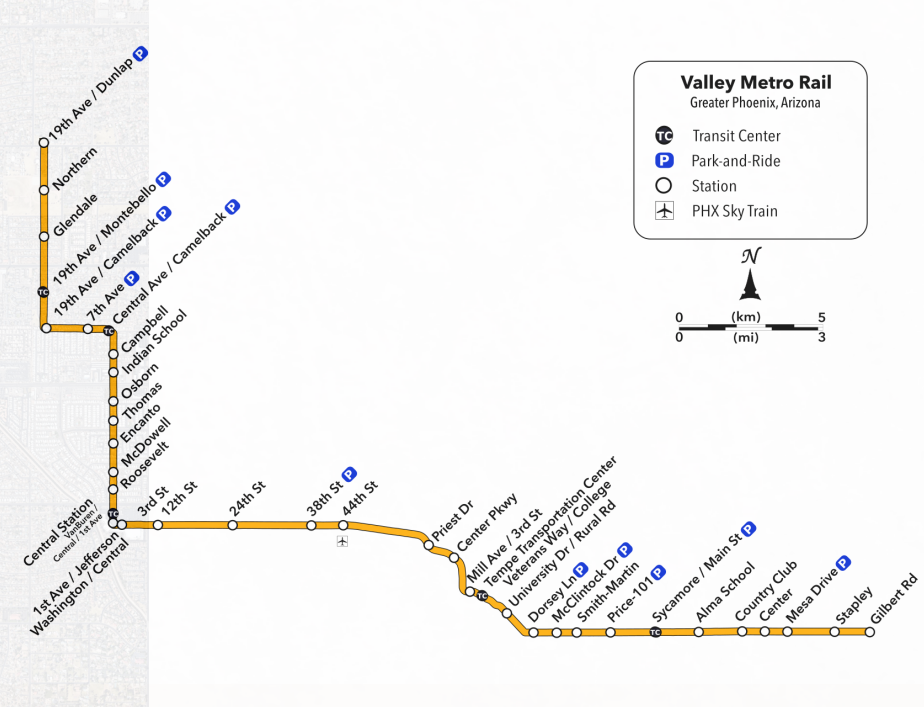 Valley Metro Rail
Greater Phoenix, Arizona
TC Transit Center
P Park-and-Ride
Station
PHX Sky Train
N
0 (km) 5
0 (mi) 3
19th Ave / Dunlap P
Northern
Glendale
19th Ave / Montebello P
TC
19th Ave / Camelback P
7th Ave P
Central Ave / Camelback P
TC
Campbell
Indian School
Osborn
Thomas
Encanto
McDowell
Roosevelt
Central Station
VanBuren /
Central / 1st Ave
TC
1st Ave / Jefferson
Washington / Central
3rd St
12th St
24th St
38th St P
44th St
Priest Dr
Center Pkwy
Mill Ave / 3rd St
Tempe Transportation Center
Veterans Way / College
TC
University Dr / Rural Rd
Dorsey Ln P
McClintock Dr P
Smith-Martin
Price-101 P
Sycamore / Main St P
TC
Alma School
Country Club
Center
Mesa Drive P
Stapley
Gilbert Rd